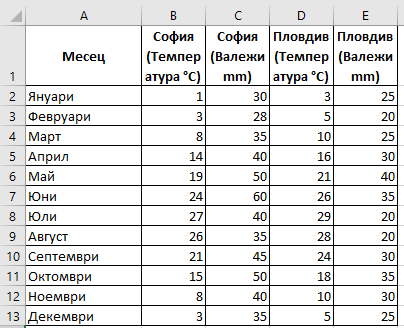 A B C D E
1 Месец София (Темпер атура °C) София (Валежи mm) Пловдив (Темпер атура °C) Пловдив (Валежи mm)
2 Януари 1 30 3 25
3 Февруари 3 28 5 20
4 Март 8 35 10 25
5 Април 14 40 16 30
6 Май 19 50 21 40
7 Юни 24 60 26 35
8 Юли 27 40 29 20
9 Август 26 35 28 20
10 Септември 21 45 24 30
11 Октомври 15 50 18 35
12 Ноември 8 40 10 30
13 Декември 3 35 5 25